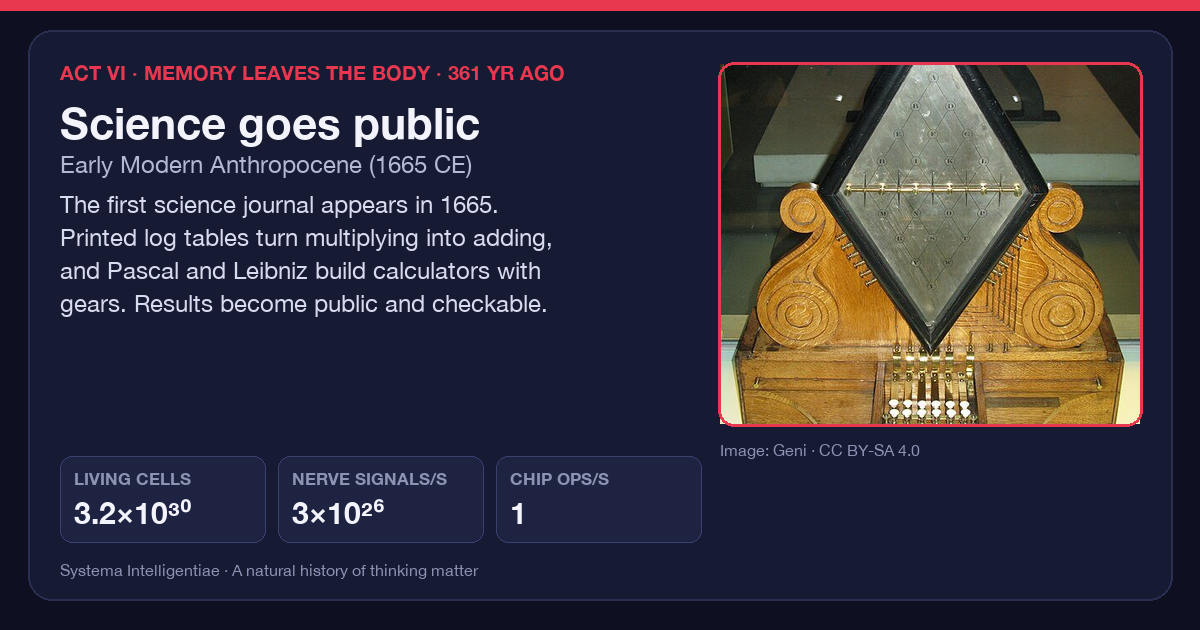 ACT VI · MEMORY LEAVES THE BODY · 361 YR AGO
Science goes public
Early Modern Anthropocene (1665 CE)
The first science journal appears in 1665.
Printed log tables turn multiplying into adding,
and Pascal and Leibniz build calculators with
gears. Results become public and checkable.
Image: Geni · CC BY-SA 4.0
LIVING CELLS
3.2×10³⁰
NERVE SIGNALS/S
3×10²⁶
CHIP OPS/S
1
Systema Intelligentiae · A natural history of thinking matter